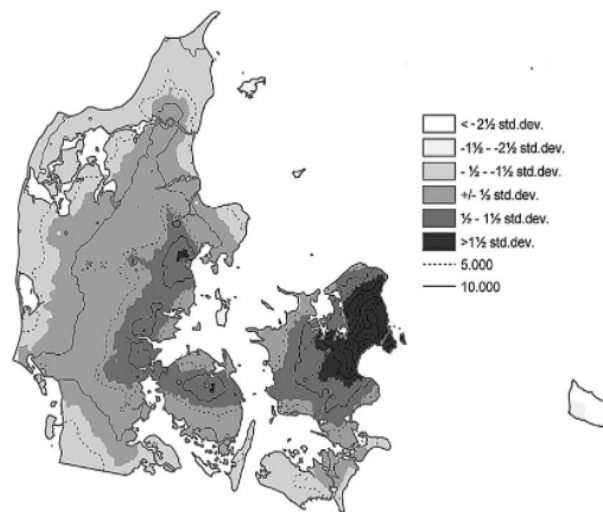 < -2½ std.dev.
-1½ - -2½ std.dev.
- ½ - -1½ std.dev.
+/- ½ std.dev.
½ - 1½ std.dev.
>1½ std.dev.
5.000
10.000